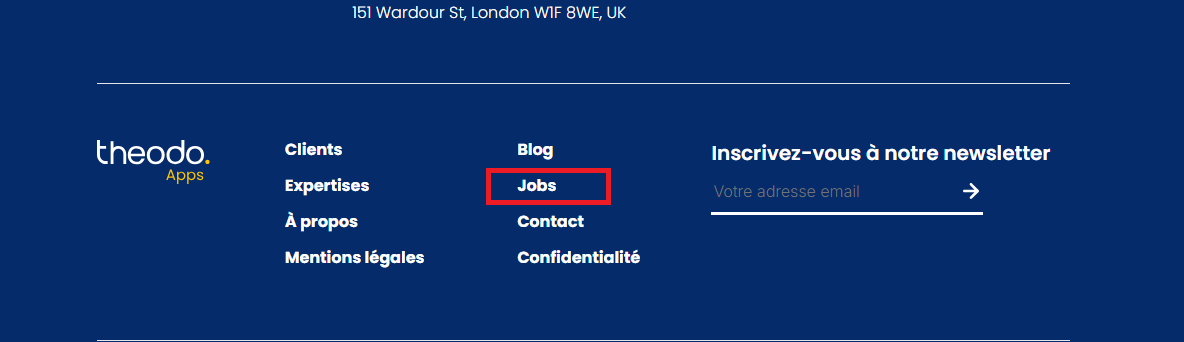 151 Wardour St, London W1F 8WE, UK
theodo.
Apps
Clients
Expertises
À propos
Mentions légales
Blog
Jobs
Contact
Confidentialité
Inscrivez-vous à notre newsletter
Votre adresse email